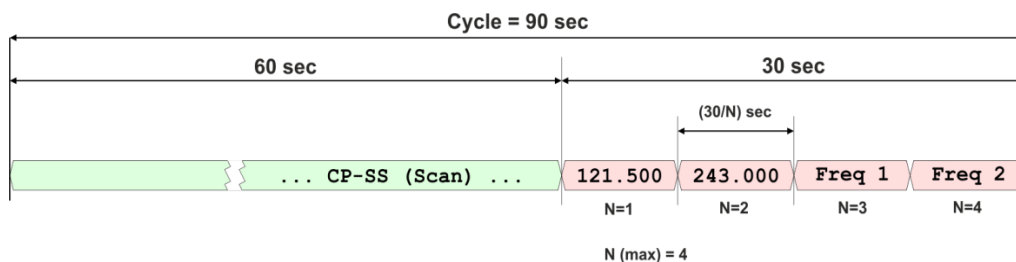 Cycle = 90 sec
60 sec 30 sec
(30/N) sec
... CP-SS (Scan) ... 121.500 243.000 Freq 1 Freq 2
N=1 N=2 N=3 N=4
N (max) = 4